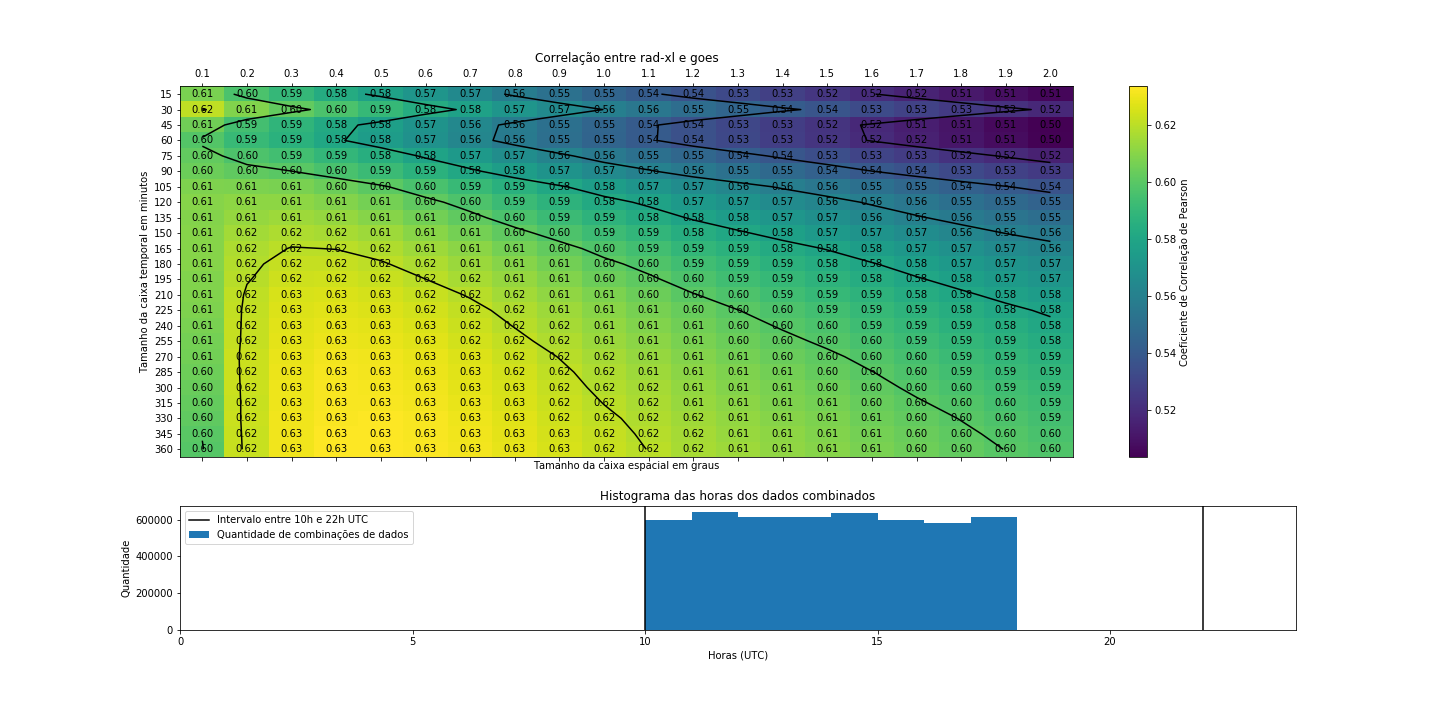 Correlação entre rad-xl e goes
0.1 0.2 0.3 0.4 0.5 0.6 0.7 0.8 0.9 1.0 1.1 1.2 1.3 1.4 1.5 1.6 1.7 1.8 1.9 2.0
15 0.61 0.60 0.59 0.58 0.58 0.57 0.57 0.56 0.55 0.55 0.54 0.54 0.53 0.53 0.52 0.52 0.52 0.51 0.51 0.51
30 0.62 0.61 0.60 0.60 0.59 0.58 0.58 0.57 0.57 0.56 0.56 0.55 0.55 0.54 0.54 0.53 0.53 0.53 0.52 0.52
45 0.61 0.59 0.59 0.58 0.58 0.57 0.56 0.56 0.55 0.55 0.54 0.54 0.53 0.53 0.52 0.52 0.51 0.51 0.51 0.50
60 0.60 0.59 0.59 0.58 0.58 0.57 0.56 0.56 0.55 0.55 0.54 0.54 0.53 0.53 0.52 0.52 0.52 0.51 0.51 0.50
75 0.60 0.60 0.59 0.59 0.58 0.58 0.57 0.57 0.56 0.56 0.55 0.55 0.54 0.54 0.53 0.53 0.53 0.52 0.52 0.52
90 0.60 0.60 0.60 0.59 0.59 0.59 0.58 0.58 0.57 0.57 0.56 0.56 0.55 0.55 0.54 0.54 0.54 0.53 0.53 0.53
105 0.61 0.61 0.61 0.60 0.60 0.60 0.59 0.59 0.58 0.58 0.57 0.57 0.56 0.56 0.56 0.55 0.55 0.54 0.54 0.54
120 0.61 0.61 0.61 0.61 0.60 0.60 0.60 0.59 0.59 0.58 0.58 0.57 0.57 0.57 0.56 0.56 0.56 0.55 0.55 0.55
135 0.61 0.61 0.61 0.61 0.61 0.60 0.60 0.60 0.59 0.59 0.58 0.58 0.58 0.57 0.57 0.56 0.56 0.56 0.55 0.55
150 0.61 0.62 0.62 0.61 0.61 0.61 0.60 0.60 0.60 0.59 0.59 0.58 0.58 0.58 0.57 0.57 0.57 0.56 0.56 0.56
165 0.61 0.62 0.62 0.62 0.62 0.61 0.61 0.61 0.60 0.60 0.59 0.59 0.59 0.58 0.58 0.58 0.57 0.57 0.57 0.56
180 0.61 0.62 0.62 0.62 0.62 0.62 0.61 0.61 0.61 0.60 0.60 0.59 0.59 0.59 0.58 0.58 0.58 0.57 0.57 0.57
195 0.61 0.62 0.62 0.62 0.62 0.62 0.62 0.61 0.61 0.60 0.60 0.60 0.59 0.59 0.59 0.58 0.58 0.58 0.57 0.57
210 0.61 0.62 0.63 0.63 0.63 0.62 0.62 0.62 0.61 0.61 0.60 0.60 0.60 0.59 0.59 0.59 0.58 0.58 0.58 0.58
225 0.61 0.62 0.63 0.63 0.63 0.63 0.62 0.62 0.61 0.61 0.61 0.60 0.60 0.60 0.59 0.59 0.59 0.58 0.58 0.58
240 0.61 0.62 0.63 0.63 0.63 0.63 0.62 0.62 0.62 0.61 0.61 0.61 0.60 0.60 0.60 0.59 0.59 0.59 0.58 0.58
255 0.61 0.62 0.63 0.63 0.63 0.63 0.63 0.62 0.62 0.61 0.61 0.61 0.60 0.60 0.60 0.60 0.59 0.59 0.59 0.58
270 0.61 0.62 0.63 0.63 0.63 0.63 0.63 0.62 0.62 0.62 0.61 0.61 0.61 0.60 0.60 0.60 0.60 0.59 0.59 0.59
285 0.60 0.62 0.63 0.63 0.63 0.63 0.63 0.63 0.62 0.62 0.61 0.61 0.61 0.61 0.60 0.60 0.60 0.59 0.59 0.59
300 0.60 0.62 0.63 0.63 0.63 0.63 0.63 0.63 0.62 0.62 0.62 0.61 0.61 0.61 0.60 0.60 0.60 0.60 0.59 0.59
315 0.60 0.62 0.63 0.63 0.63 0.63 0.63 0.63 0.62 0.62 0.62 0.61 0.61 0.61 0.61 0.60 0.60 0.60 0.60 0.59
330 0.60 0.62 0.63 0.63 0.63 0.63 0.63 0.63 0.62 0.62 0.62 0.62 0.61 0.61 0.61 0.61 0.60 0.60 0.60 0.59
345 0.60 0.62 0.63 0.63 0.63 0.63 0.63 0.63 0.63 0.62 0.62 0.62 0.61 0.61 0.61 0.61 0.60 0.60 0.60 0.60
360 0.60 0.62 0.63 0.63 0.63 0.63 0.63 0.63 0.63 0.62 0.62 0.62 0.61 0.61 0.61 0.61 0.60 0.60 0.60 0.60
Tamanho da caixa temporal em minutos
Tamanho da caixa espacial em graus
0.62
0.60
0.58
0.56
0.54
0.52
Coeficiente de Correlação de Pearson
Histograma das horas dos dados combinados
Intervalo entre 10h e 22h UTC
Quantidade de combinações de dados
600000
400000
200000
0
Quantidade
0 5 10 15 20
Horas (UTC)